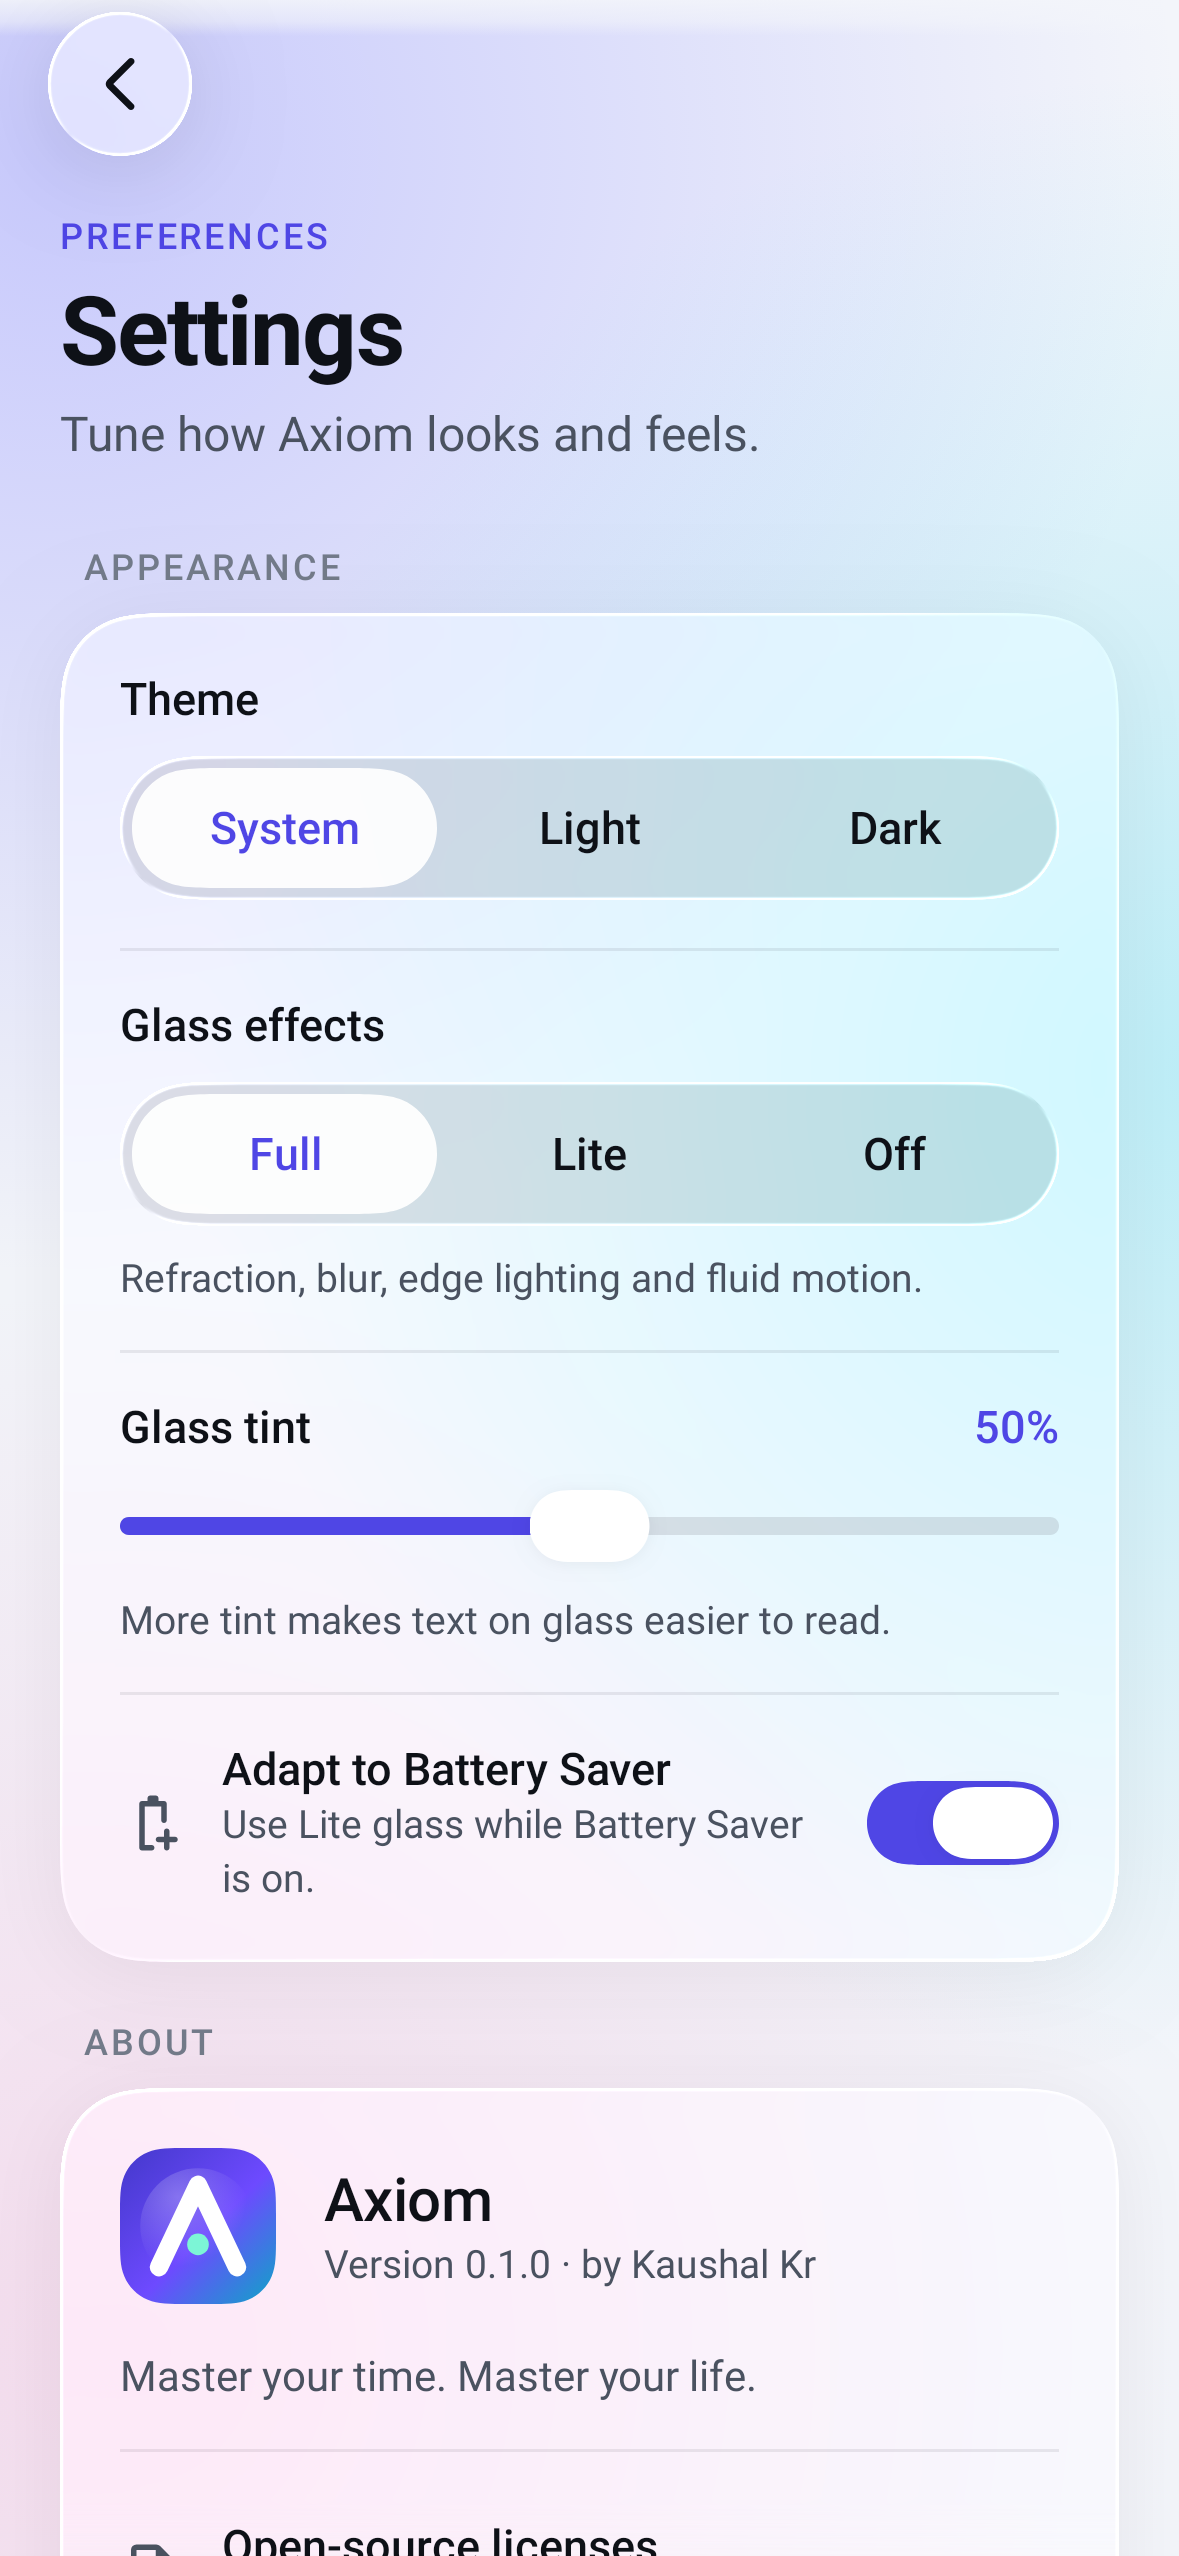 PREFERENCES
Settings
Tune how Axiom looks and feels.
APPEARANCE
Theme
System Light Dark
Glass effects
Full Lite Off
Refraction, blur, edge lighting and fluid motion.
Glass tint 50%
More tint makes text on glass easier to read.
Adapt to Battery Saver
Use Lite glass while Battery Saver
is on.
ABOUT
Axiom
Version 0.1.0 · by Kaushal Kr
Master your time. Master your life.
Open-source licenses